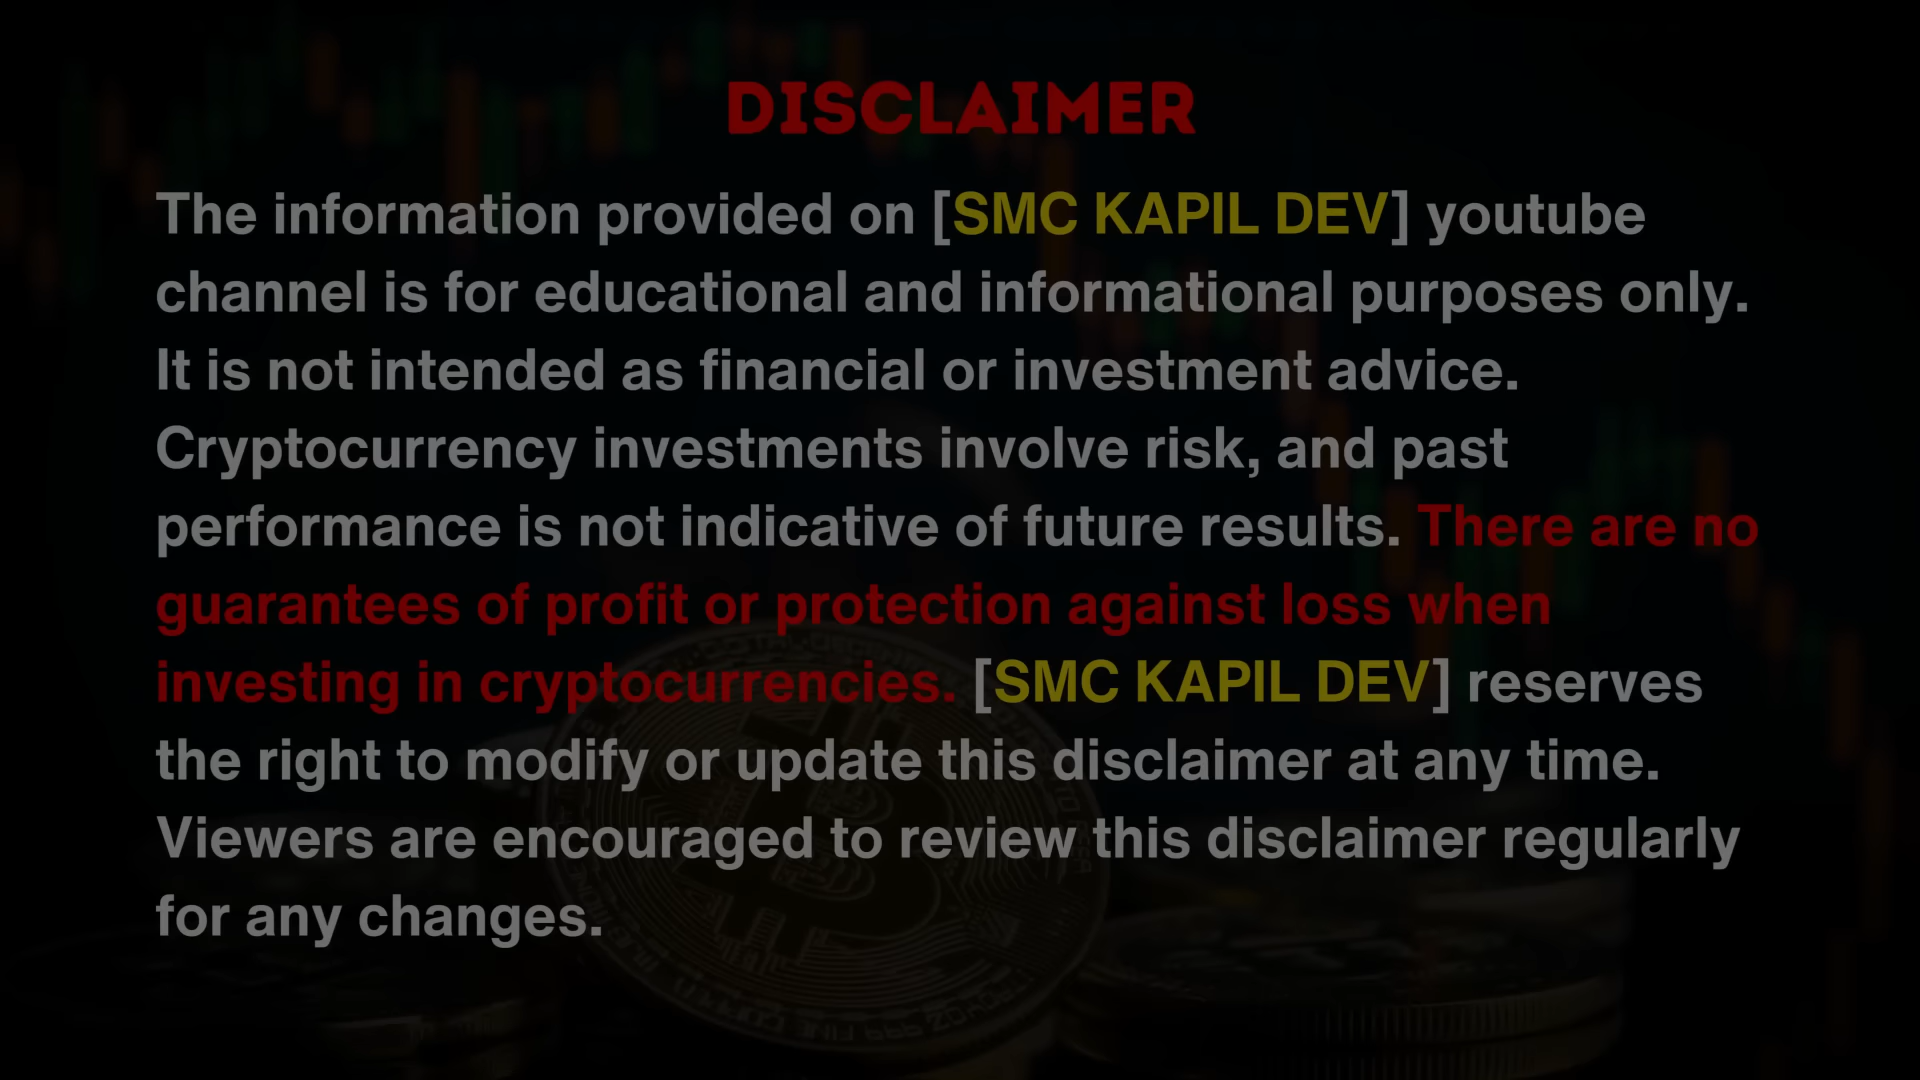 DISCLAIMER
The information provided on [SMC KAPIL DEV] youtube
channel is for educational and informational purposes only.
It is not intended as financial or investment advice.
Cryptocurrency investments involve risk, and past
performance is not indicative of future results. There are no
guarantees of profit or protection against loss when
investing in cryptocurrencies. [SMC KAPIL DEV] reserves
the right to modify or update this disclaimer at any time.
Viewers are encouraged to review this disclaimer regularly
for any changes.